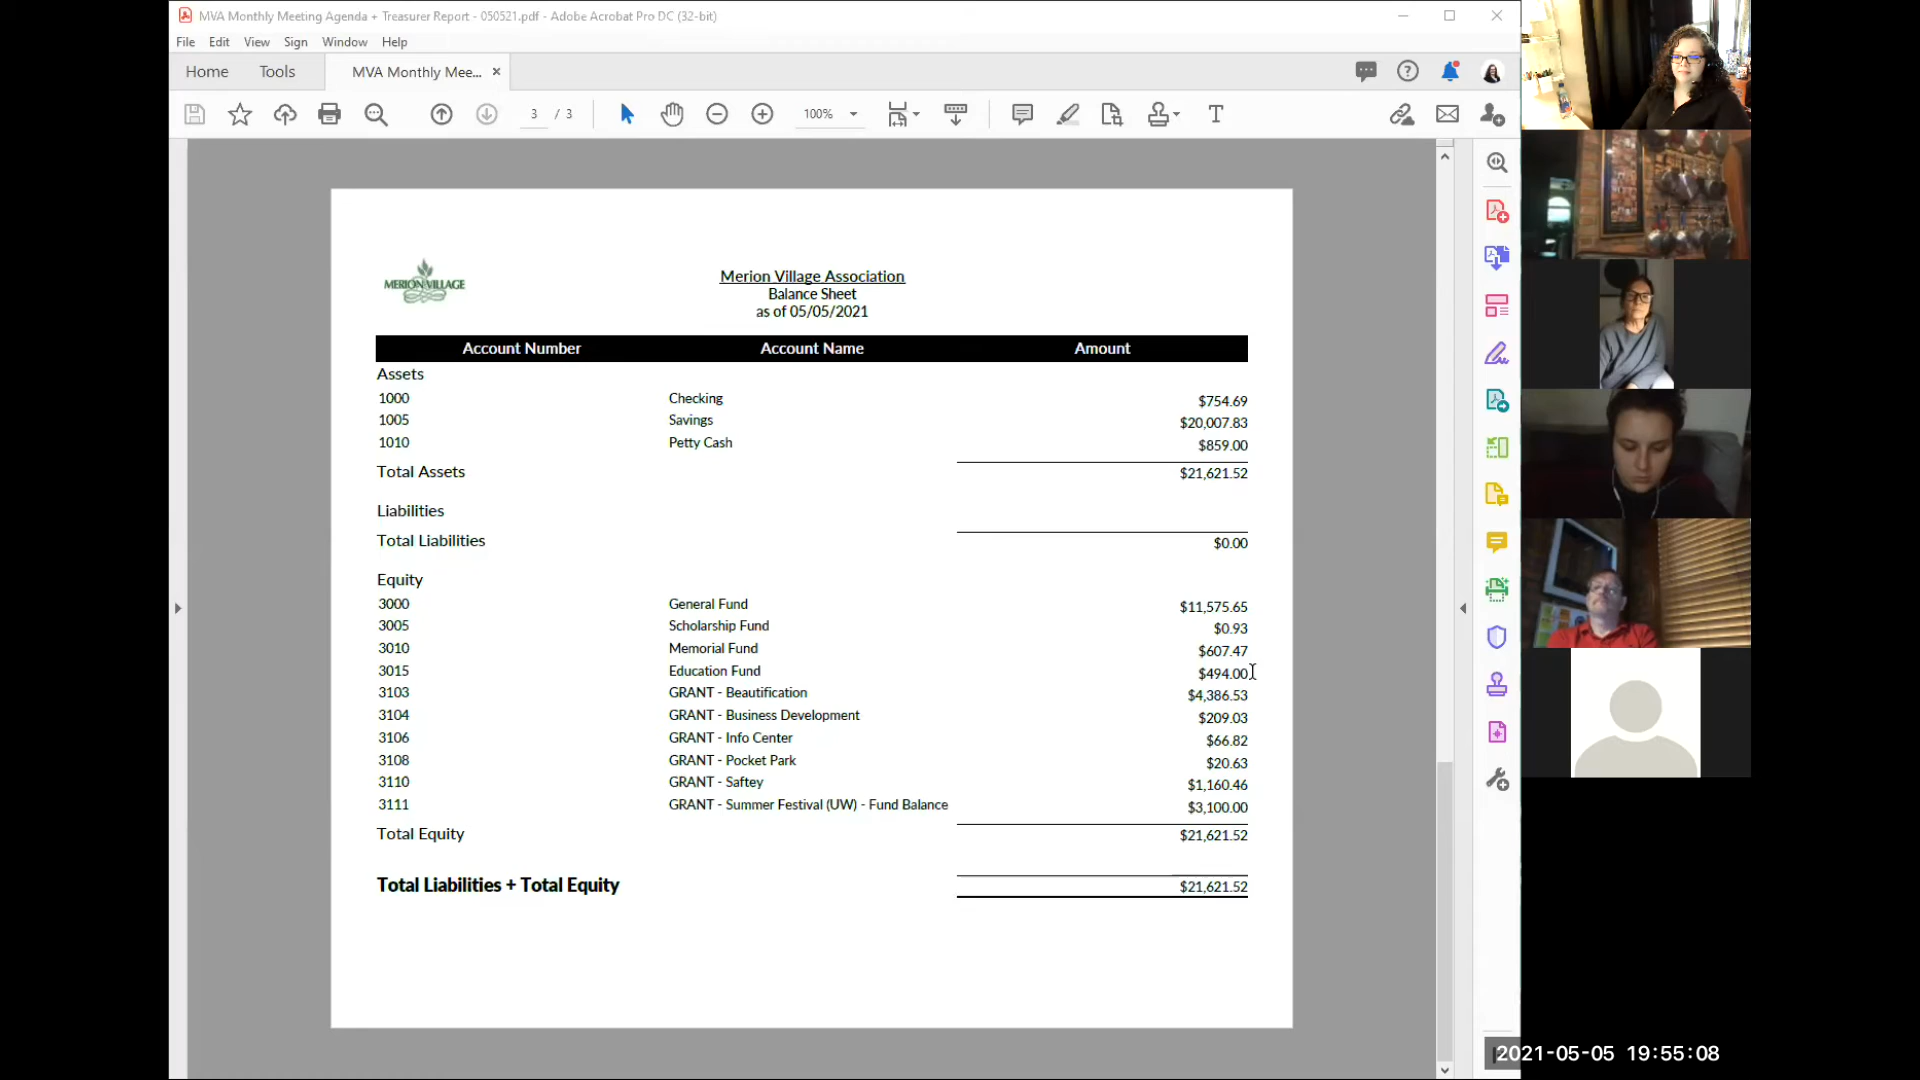 MVA Monthly Meeting Agenda + Treasurer Report - 050521.pdf - Adobe Acrobat Pro DC (32-bit)
File Edit View Sign Window Help
Home Tools MVA Monthly Mee... ×
3 / 3 100%
MERION VILLAGE
Merion Village Association
Balance Sheet
as of 05/05/2021
Account Number Account Name Amount
Assets
1000 Checking $754.69
1005 Savings $20,007.83
1010 Petty Cash $859.00
Total Assets $21,621.52
Liabilities
Total Liabilities $0.00
Equity
3000 General Fund $11,575.65
3005 Scholarship Fund $0.93
3010 Memorial Fund $607.47
3015 Education Fund $494.00
3103 GRANT - Beautification $4,386.53
3104 GRANT - Business Development $209.03
3106 GRANT - Info Center $66.82
3108 GRANT - Pocket Park $20.63
3110 GRANT - Saftey $1,160.46
3111 GRANT - Summer Festival (UW) - Fund Balance $3,100.00
Total Equity $21,621.52
Total Liabilities + Total Equity $21,621.52
2021-05-05 19:55:08